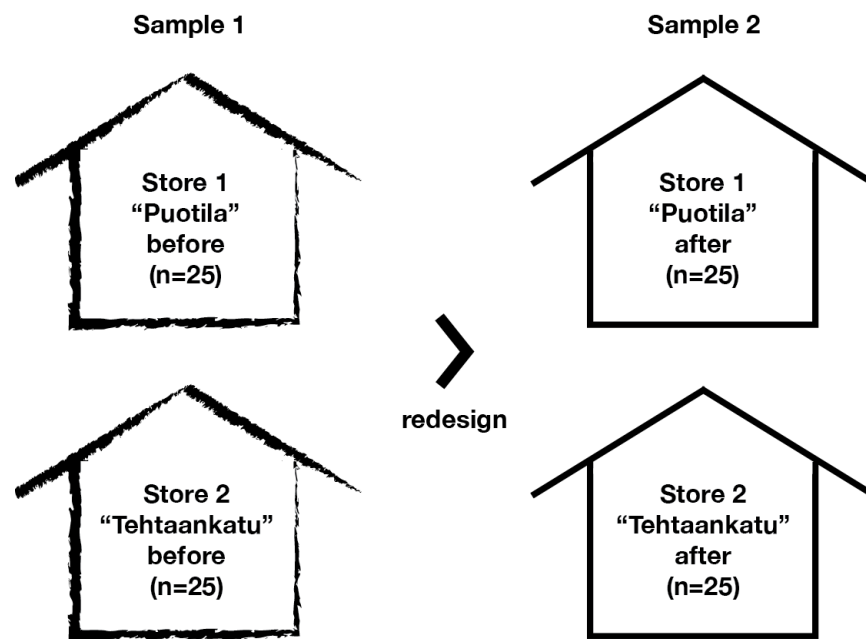 Sample 1
Store 1
“Puotila”
before
(n=25)
Store 2
“Tehtaankatu”
before
(n=25)
redesign
Sample 2
Store 1
“Puotila”
after
(n=25)
Store 2
“Tehtaankatu”
after
(n=25)